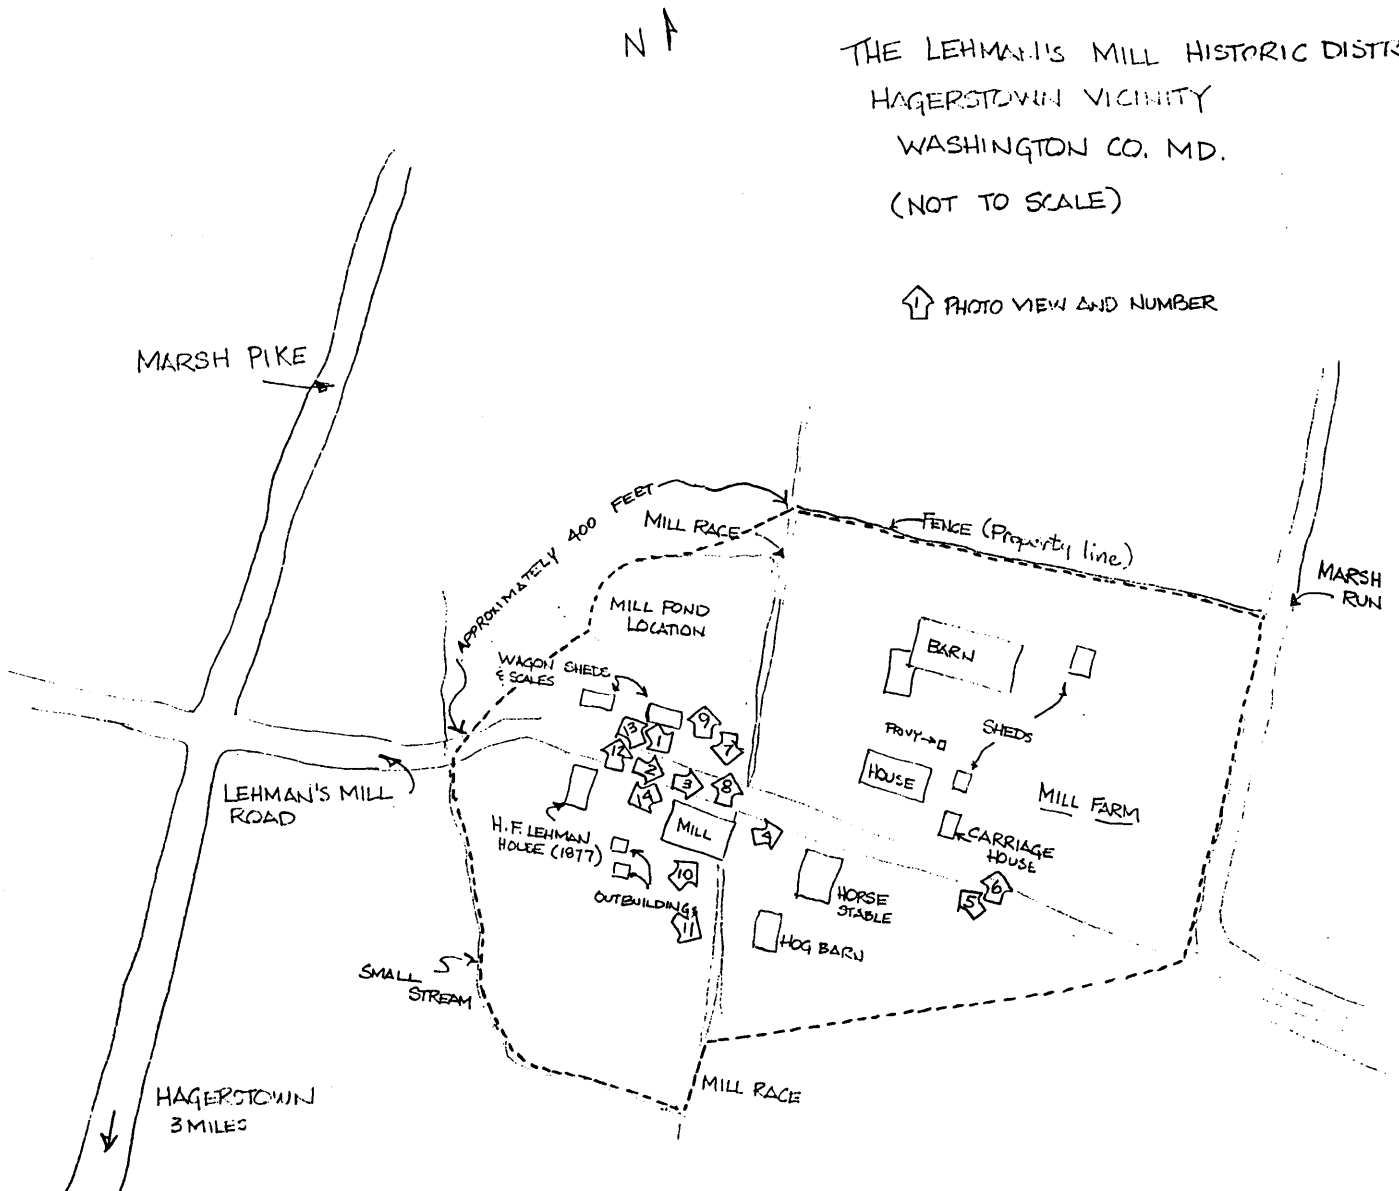 N
THE LEHMAN'S MILL HISTORIC
HAGERSTOWN VICINITY
WASHINGTON CO. MD.
(NOT TO SCALE)
1 PHOTO VIEW AND NUMBER
MARSH PIKE
APPROXIMATELY 400 FEET
MILL RACE
FENCE (Property line)
MARSH
RUN
MILL POND
LOCATION
BARN
WAGON SHEDS
& SCALES
9
13
1
7
12
2
3
8
14
PRIVY
SHEDS
HOUSE
MILL FARM
LEHMAN'S MILL
ROAD
H.F. LEHMAN
HOUSE (1877)
MILL
4
CARRIAGE
HOUSE
10
6
5
OUTBUILDINGS
11
HORSE
STABLE
HOG BARN
SMALL
STREAM
MILL RACE
HAGERSTOWN
3 MILES